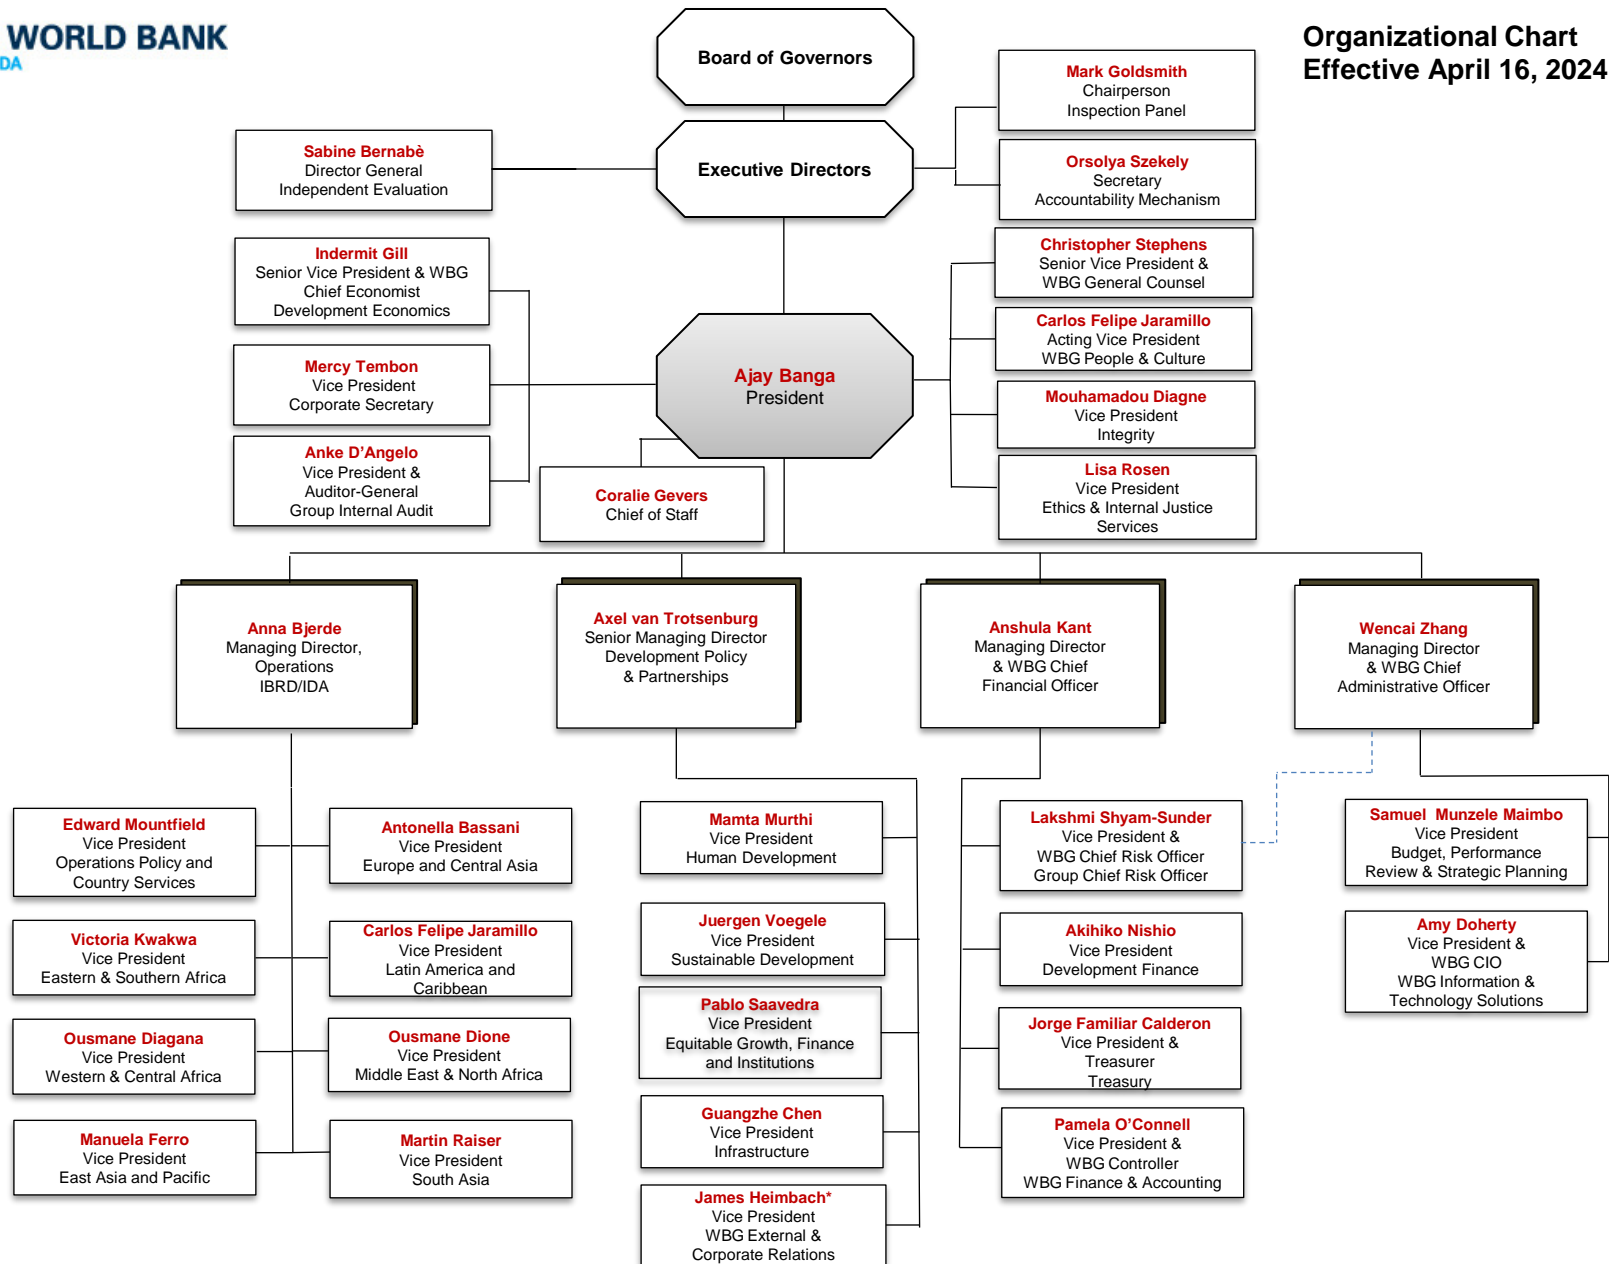 WORLD BANK
DA
Organizational Chart
Effective April 16, 2024
Board of Governors
Executive Directors
Mark Goldsmith
Chairperson
Inspection Panel
Sabine Bernabè
Director General
Independent Evaluation
Orsolya Szekely
Secretary
Accountability Mechanism
Indermit Gill
Senior Vice President & WBG
Chief Economist
Development Economics
Christopher Stephens
Senior Vice President &
WBG General Counsel
Mercy Tembon
Vice President
Corporate Secretary
Ajay Banga
President
Carlos Felipe Jaramillo
Acting Vice President
WBG People & Culture
Mouhamadou Diagne
Vice President
Integrity
Anke D’Angelo
Vice President &
Auditor-General
Group Internal Audit
Coralie Gevers
Chief of Staff
Lisa Rosen
Vice President
Ethics & Internal Justice
Services
Anna Bjerde
Managing Director,
Operations
IBRD/IDA
Axel van Trotsenburg
Senior Managing Director
Development Policy
& Partnerships
Anshula Kant
Managing Director
& WBG Chief
Financial Officer
Wencai Zhang
Managing Director
& WBG Chief
Administrative Officer
Edward Mountfield
Vice President
Operations Policy and
Country Services
Antonella Bassani
Vice President
Europe and Central Asia
Victoria Kwakwa
Vice President
Eastern & Southern Africa
Carlos Felipe Jaramillo
Vice President
Latin America and
Caribbean
Ousmane Diagana
Vice President
Western & Central Africa
Ousmane Dione
Vice President
Middle East & North Africa
Manuela Ferro
Vice President
East Asia and Pacific
Martin Raiser
Vice President
South Asia
Mamta Murthi
Vice President
Human Development
Juergen Voegele
Vice President
Sustainable Development
Pablo Saavedra
Vice President
Equitable Growth, Finance
and Institutions
Guangzhe Chen
Vice President
Infrastructure
James Heimbach*
Vice President
WBG External &
Corporate Relations
Lakshmi Shyam-Sunder
Vice President &
WBG Chief Risk Officer
Group Chief Risk Officer
Akihiko Nishio
Vice President
Development Finance
Jorge Familiar Calderon
Vice President &
Treasurer
Treasury
Pamela O’Connell
Vice President &
WBG Controller
WBG Finance & Accounting
Samuel Munzele Maimbo
Vice President
Budget, Performance
Review & Strategic Planning
Amy Doherty
Vice President &
WBG CIO
WBG Information &
Technology Solutions